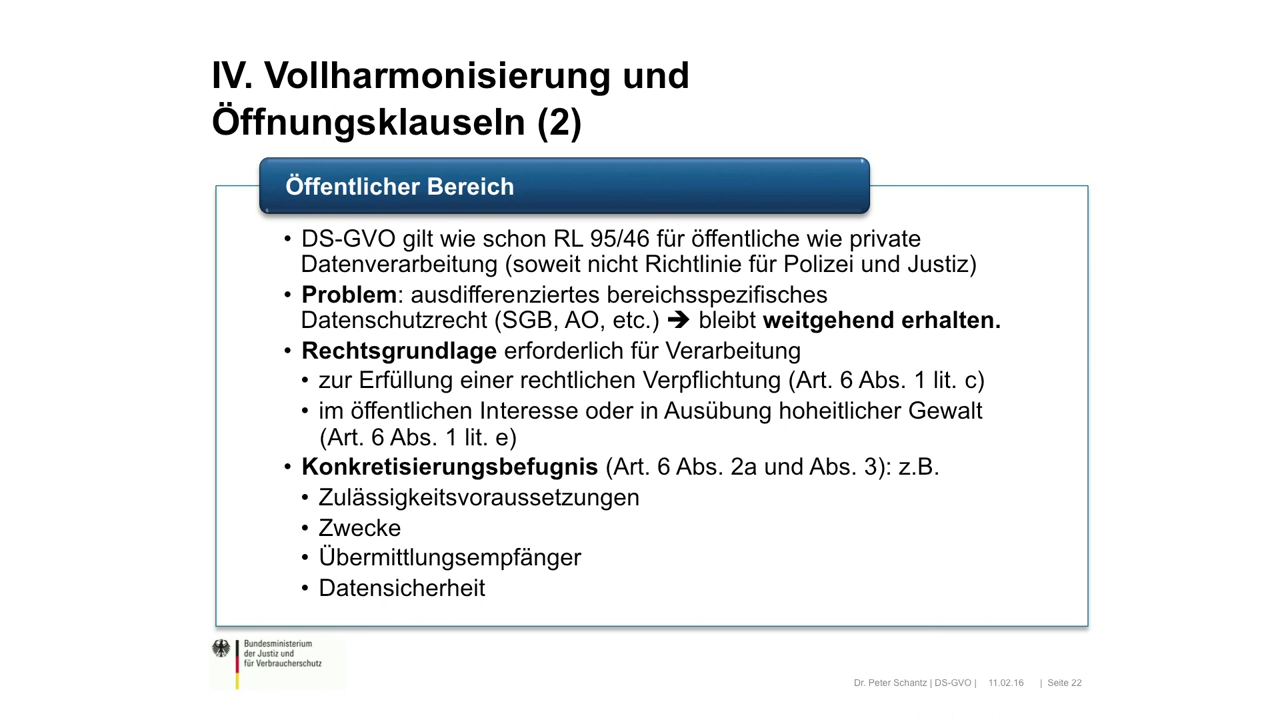 IV. Vollharmonisierung und
Öffnungsklauseln (2)
Öffentlicher Bereich
• DS-GVO gilt wie schon RL 95/46 für öffentliche wie private
Datenverarbeitung (soweit nicht Richtlinie für Polizei und Justiz)
• Problem: ausdifferenziertes bereichsspezifisches
Datenschutzrecht (SGB, AO, etc.) ➔ bleibt weitgehend erhalten.
• Rechtsgrundlage erforderlich für Verarbeitung
• zur Erfüllung einer rechtlichen Verpflichtung (Art. 6 Abs. 1 lit. c)
• im öffentlichen Interesse oder in Ausübung hoheitlicher Gewalt
(Art. 6 Abs. 1 lit. e)
• Konkretisierungsbefugnis (Art. 6 Abs. 2a und Abs. 3): z.B.
• Zulässigkeitsvoraussetzungen
• Zwecke
• Übermittlungsempfänger
• Datensicherheit
Bundesministerium
der Justiz und
für Verbraucherschutz
Dr. Peter Schantz | DS-GVO | 11.02.16 | Seite 22